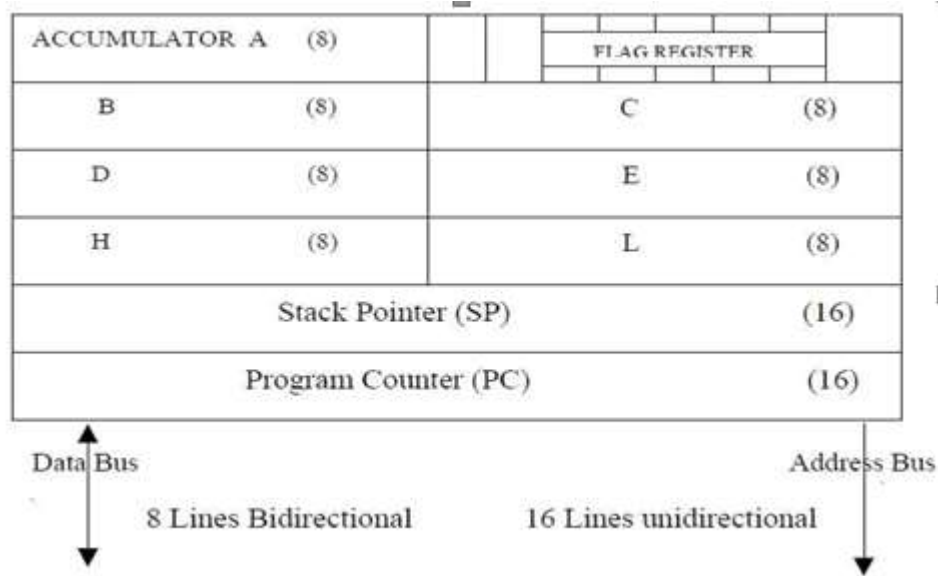 ACCUMULATOR A (8) FLAG REGISTER
B (8) C (8)
D (8) E (8)
H (8) L (8)
Stack Pointer (SP) (16)
Program Counter (PC) (16)
Data Bus Address Bus
8 Lines Bidirectional 16 Lines unidirectional